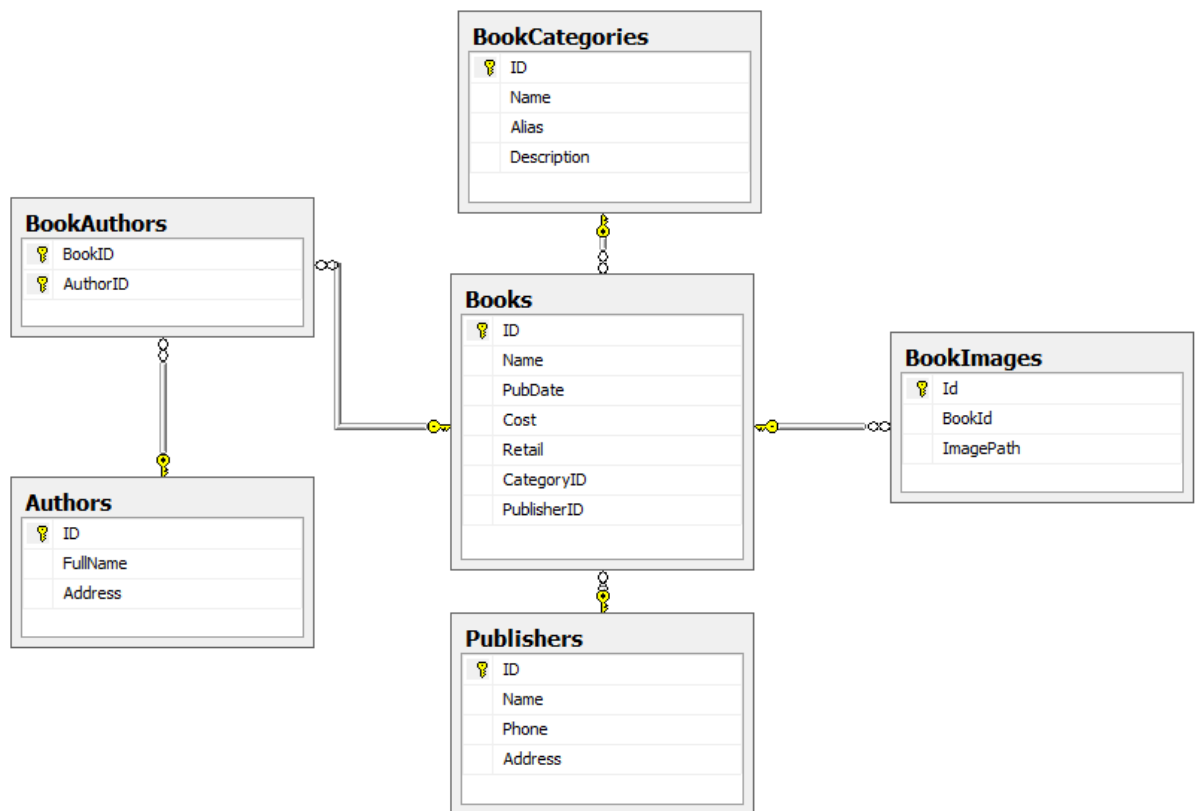 BookCategories
ID
Name
Alias
Description
BookAuthors
BookID
AuthorID
Books
ID
Name
PubDate
Cost
Retail
CategoryID
PublisherID
BookImages
Id
BookId
ImagePath
Authors
ID
FullName
Address
Publishers
ID
Name
Phone
Address